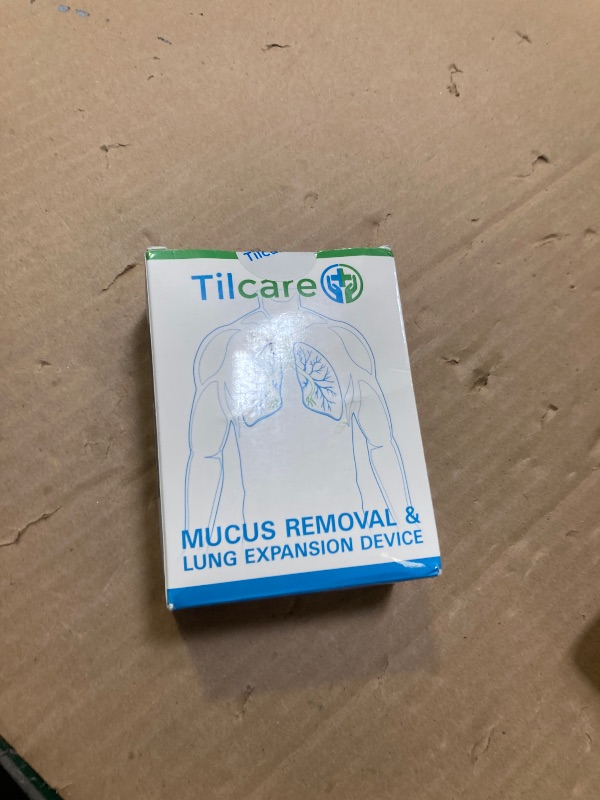 Tilcare
MUCUS REMOVAL &
LUNG EXPANSION DEVICE